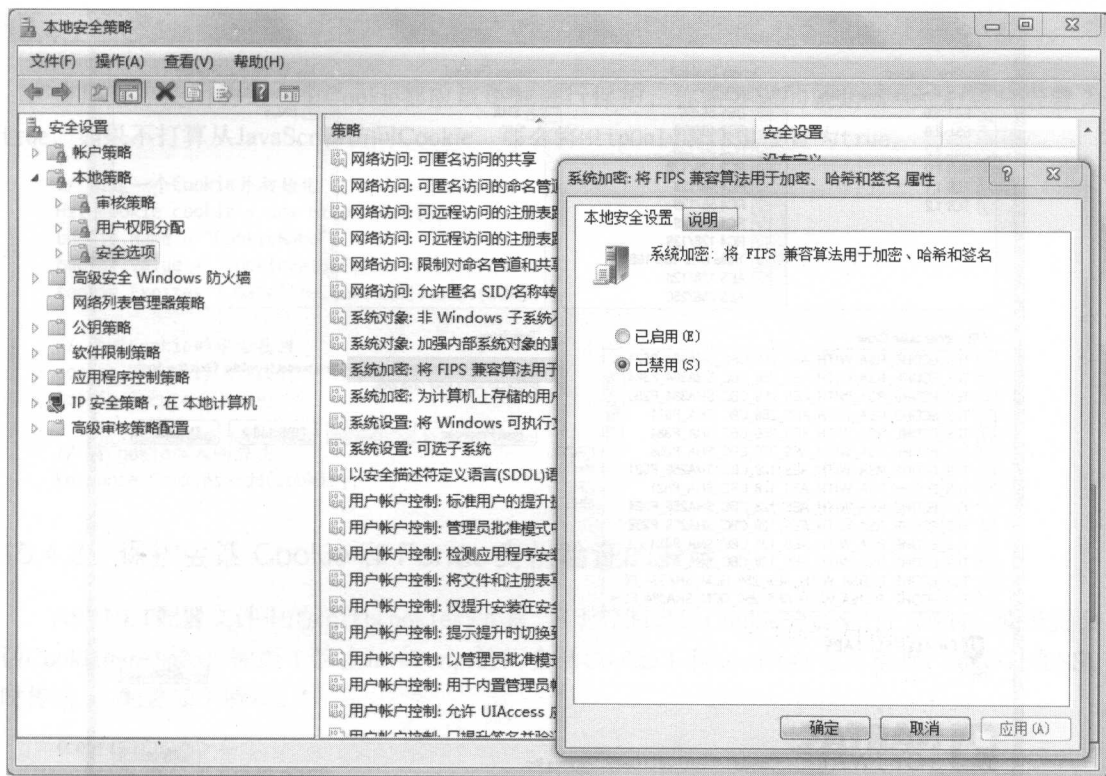 本地安全策略
文件(F) 操作(A) 查看(V) 帮助(H)
安全设置
帐户策略
本地策略
审核策略
用户权限分配
安全选项
高级安全 Windows 防火墙
网络列表管理器策略
公钥策略
软件限制策略
应用程序控制策略
IP 安全策略，在 本地计算机
高级审核策略配置
策略
安全设置
网络访问: 可匿名访问的共享
网络访问: 可匿名访问的命名管
网络访问: 可远程访问的注册表
网络访问: 可远程访问的注册表
网络访问: 限制对命名管道和共
网络访问: 允许匿名 SID/名称转
系统对象: 非 Windows 子系统
系统对象: 加强内部系统对象的
系统加密: 将 FIPS 兼容算法用于
系统加密: 为计算机上存储的用
系统设置: 将 Windows 可执行
系统设置: 可选子系统
以安全描述符定义语言(SDDL)语
用户帐户控制: 标准用户的提升
用户帐户控制: 管理员批准模式
用户帐户控制: 检测应用程序安
用户帐户控制: 将文件和注册表
用户帐户控制: 仅提升安装在安
用户帐户控制: 提示提升时切换
用户帐户控制: 以管理员批准模
用户帐户控制: 用于内置管理员
用户帐户控制: 允许 UIAccess
用户帐户控制: 只提升签名并验
没有定义
系统加密: 将 FIPS 兼容算法用于加密、哈希和签名 属性
本地安全设置 说明
系统加密: 将 FIPS 兼容算法用于加密、哈希和签名
已启用(E)
已禁用(S)
确定 取消 应用(A)